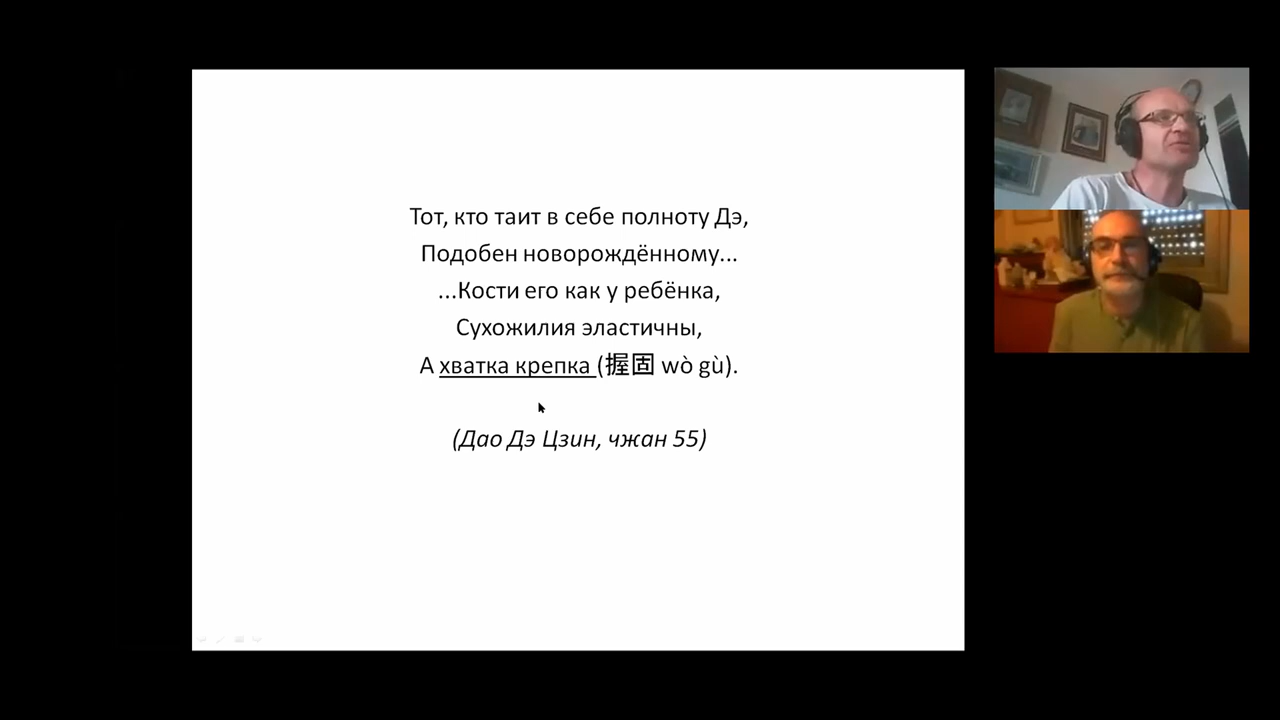 Тот, кто таит в себе полноту Дэ,
Подобен новорождённому...
...Кости его как у ребёнка,
Сухожилия эластичны,
А хватка крепка (握固 wò gù).
(Дао Дэ Цзин, чжан 55)